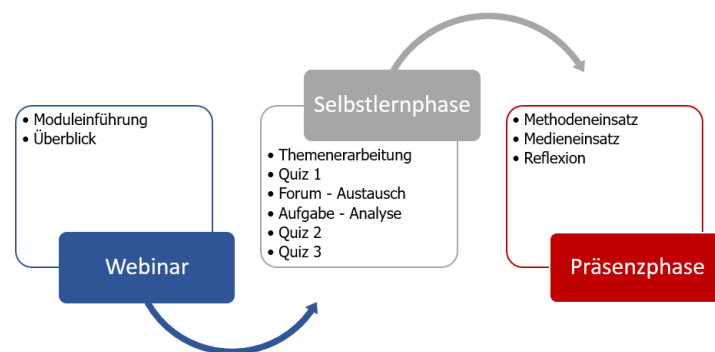 • Moduleinführung
• Überblick
Webinar
Selbstlernphase
• Themenerarbeitung
• Quiz 1
• Forum - Austausch
• Aufgabe - Analyse
• Quiz 2
• Quiz 3
• Methodeneinsatz
• Medieneinsatz
• Reflexion
Präsenzphase